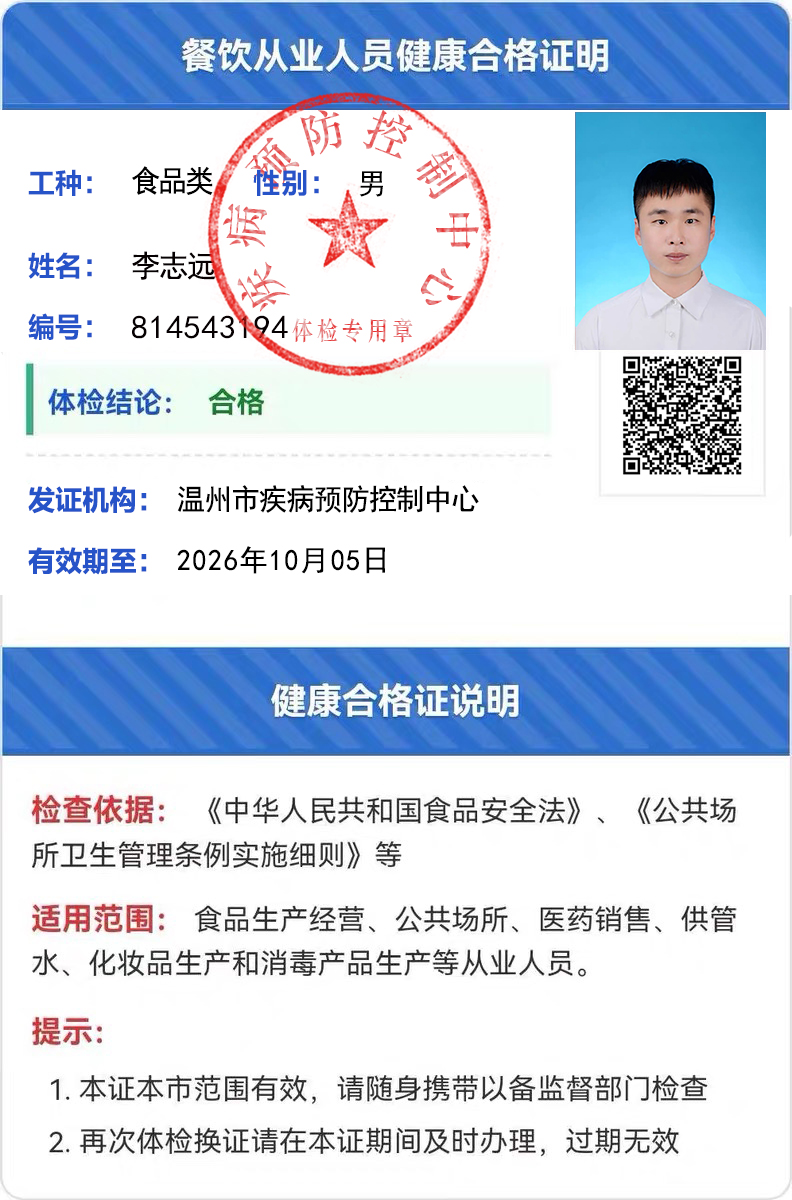 餐饮从业人员健康合格证明
工种： 食品类 性别： 男
姓名： 李志远
编号： 814543194
疾病预防控制中心
体检专用章
体检结论： 合格
发证机构： 温州市疾病预防控制中心
有效期至： 2026年10月05日
健康合格证说明
检查依据： 《中华人民共和国食品安全法》、《公共场
所卫生管理条例实施细则》等
适用范围： 食品生产经营、公共场所、医药销售、供管
水、化妆品生产和消毒产品生产等从业人员。
提示：
1. 本证本市范围有效，请随身携带以备监督部门检查
2. 再次体检换证请在本证期间及时办理，过期无效